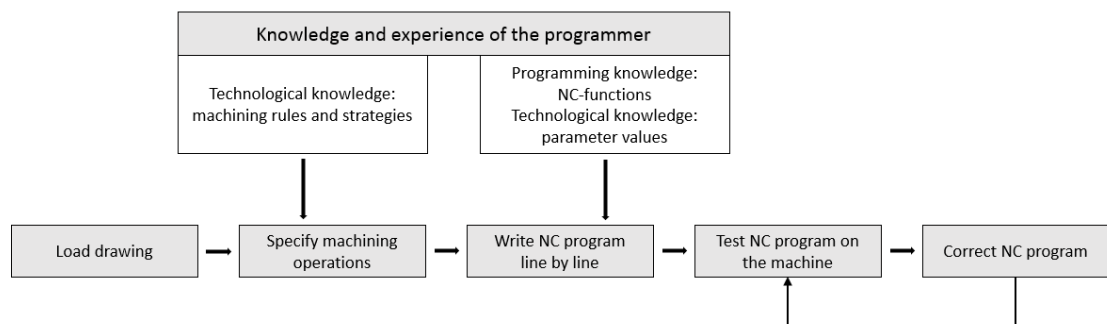 Knowledge and experience of the programmer
Technological knowledge:
machining rules and strategies
Programming knowledge:
NC-functions
Technological knowledge:
parameter values
Load drawing
Specify machining
operations
Write NC program
line by line
Test NC program on
the machine
Correct NC program